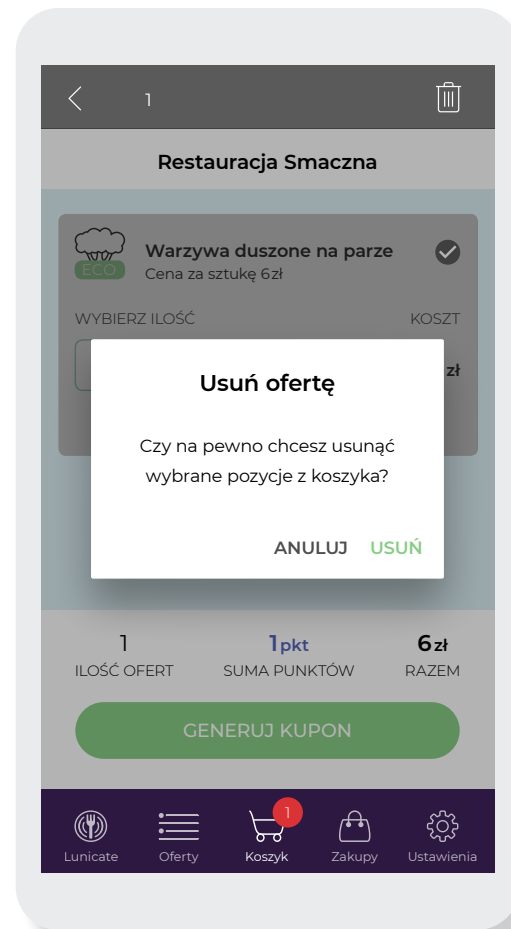 1
Restauracja Smaczna
ECO
Warzywa duszone na parze
Cena za sztukę 6zł
WYBIERZ ILOŚĆ KOSZT
zł
Usuń ofertę
Czy na pewno chcesz usunąć
wybrane pozycje z koszyka?
ANULUJ USUŃ
1 1pkt 6zł
ILOŚĆ OFERT SUMA PUNKTÓW RAZEM
GENERUJ KUPON
1
Lunicate Oferty Koszyk Zakupy Ustawienia